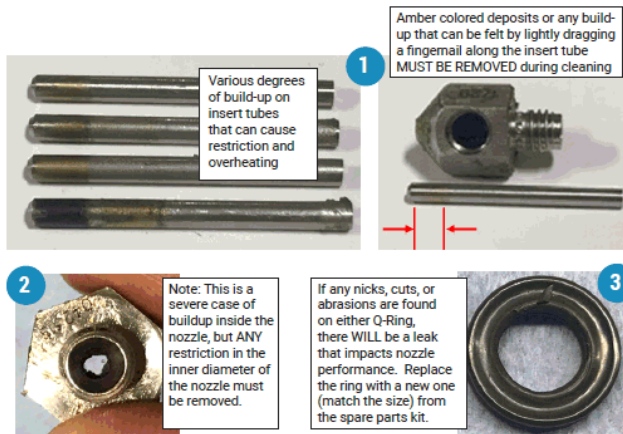 Various degrees
of build-up on
insert tubes
that can cause
restriction and
overheating
1
Amber colored deposits or any build-
up that can be felt by lightly dragging
a fingernail along the insert tube
MUST BE REMOVED during cleaning
2
Note: This is a
severe case of
buildup inside the
nozzle, but ANY
restriction in the
inner diameter of
the nozzle must
be removed.
If any nicks, cuts, or
abrasions are found
on either Q-Ring,
there WILL be a leak
that impacts nozzle
performance. Replace
the ring with a new one
(match the size) from
the spare parts kit.
3